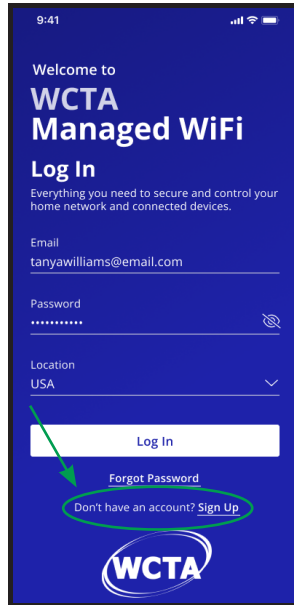 9:41
Welcome to
WCTA
Managed WiFi
Log In
Everything you need to secure and control your
home network and connected devices.
Email
tanyawilliams@email.com
Password
•••••••••••
Location
USA
Log In
Forgot Password
Don't have an account? Sign Up
WCTA